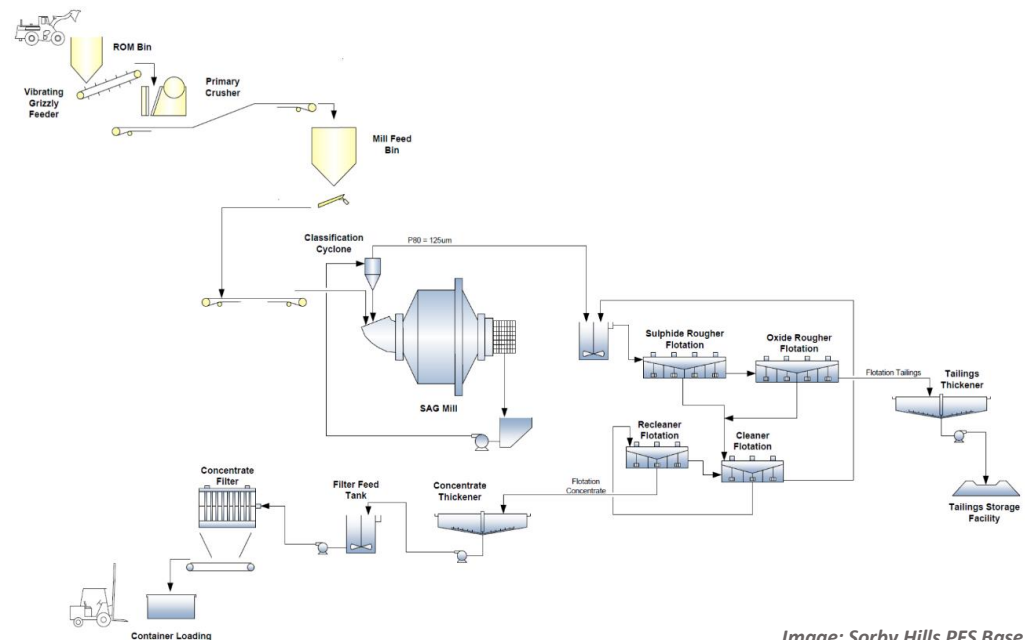 ROM Bin
Vibrating
Grizzly
Feeder
Primary
Crusher
Mill Feed
Bin
Classification
Cyclone
P80 = 125um
SAG Mill
Sulphide Rougher
Flotation
Oxide Rougher
Flotation
Flotation Tailings
Tailings
Thickener
Recleaner
Flotation
Cleaner
Flotation
Tailings Storage
Facility
Concentrate
Filter
Filter Feed
Tank
Concentrate
Thickener
Flotation
Concentrate
Container Loading
Image: Sorby Hills PFS Base